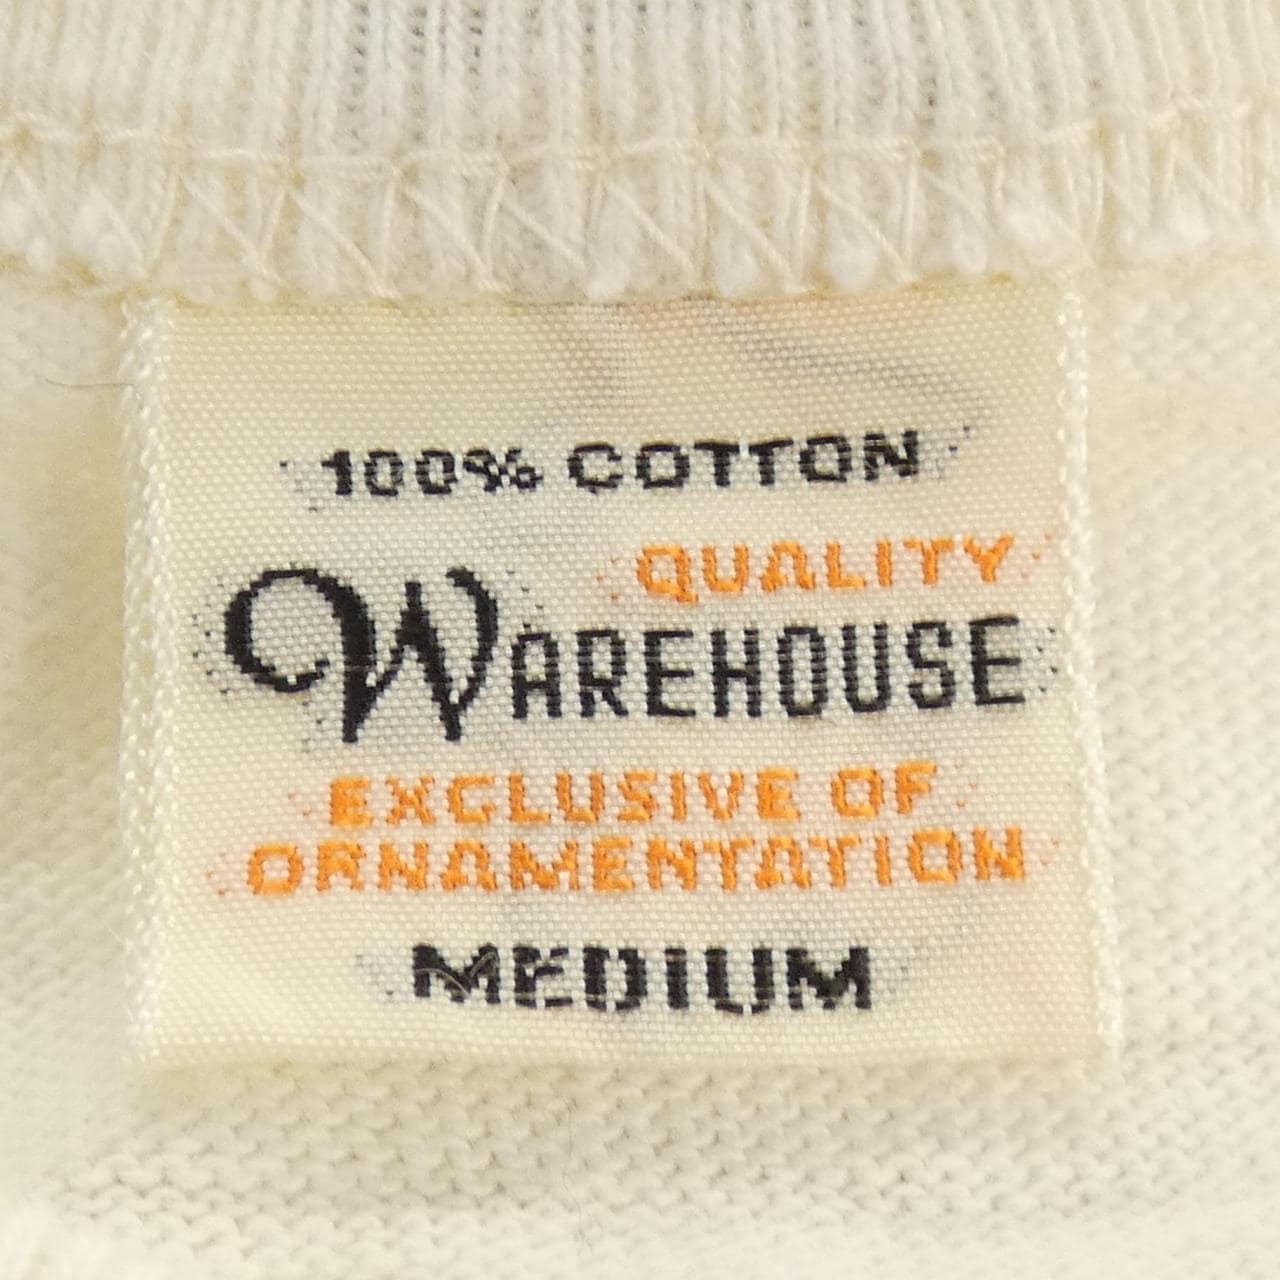 100% COTTON
QUALITY
WAREHOUSE
EXCLUSIVE OF
ORNAMENTATION
MEDIUM